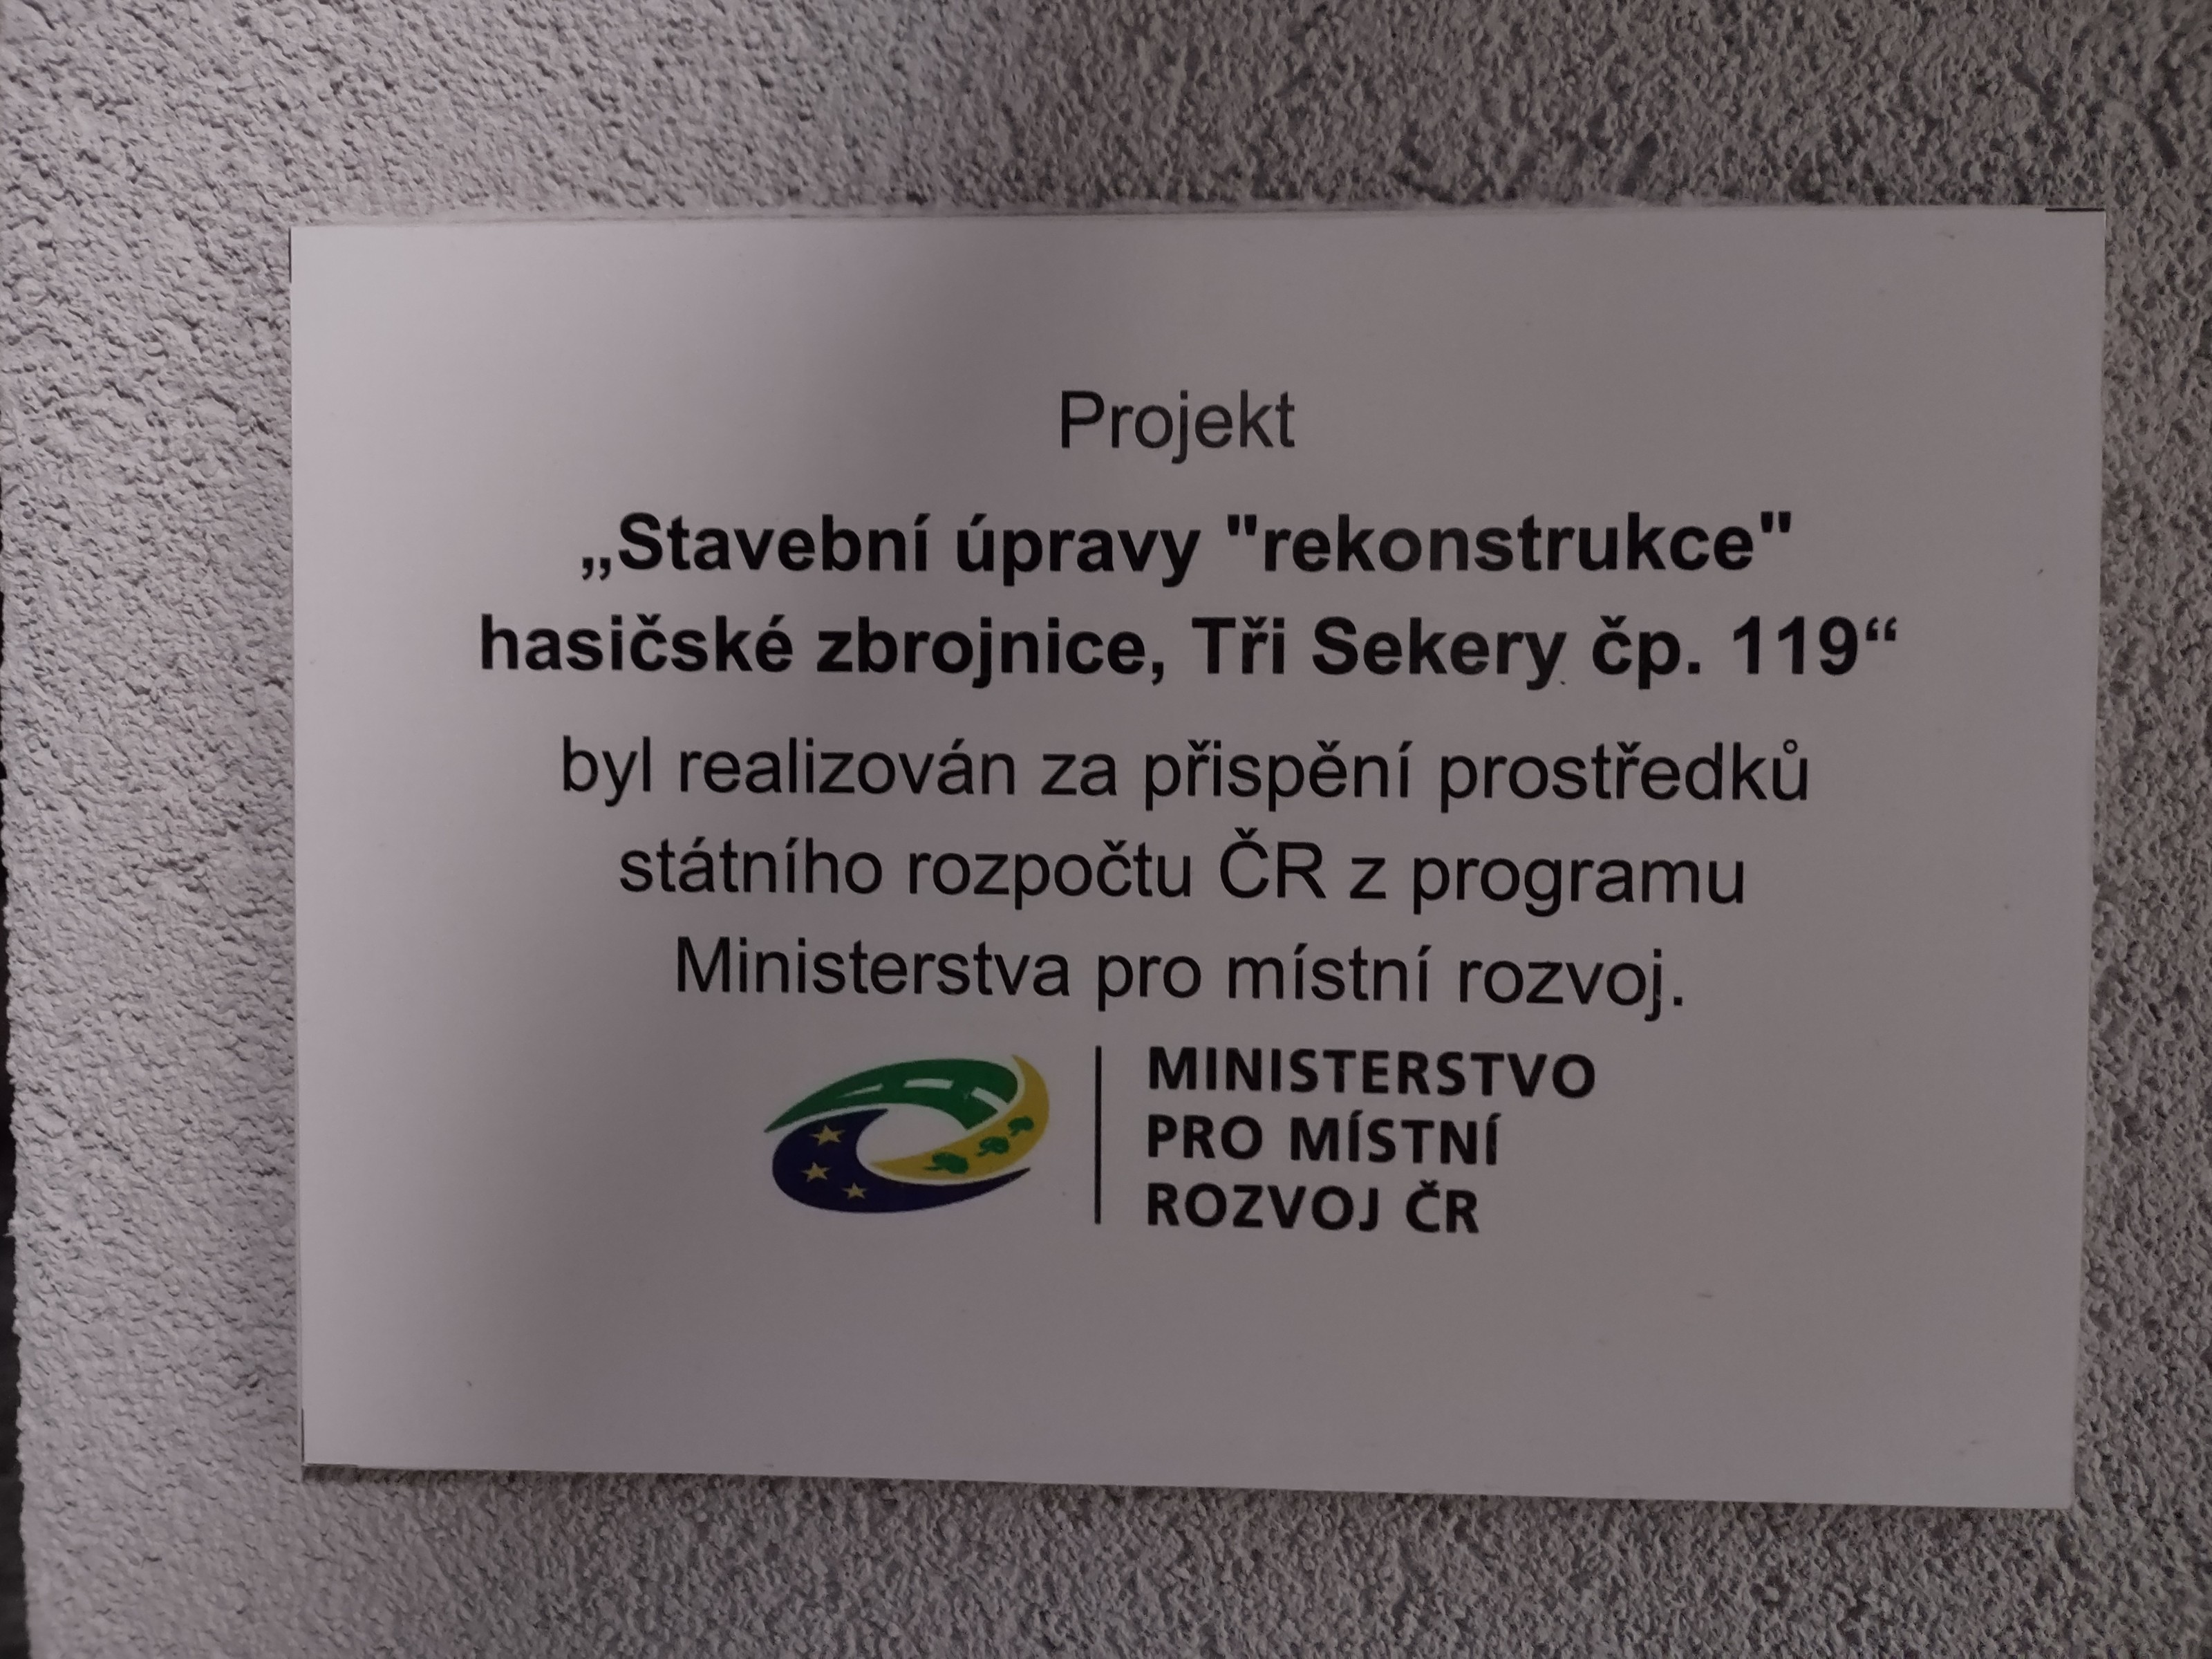 Projekt
„Stavební úpravy "rekonstrukce"
hasičské zbrojnice, Tři Sekery čp. 119“
byl realizován za přispění prostředků
státního rozpočtu ČR z programu
Ministerstva pro místní rozvoj.
MINISTERSTVO
PRO MÍSTNÍ
ROZVOJ ČR